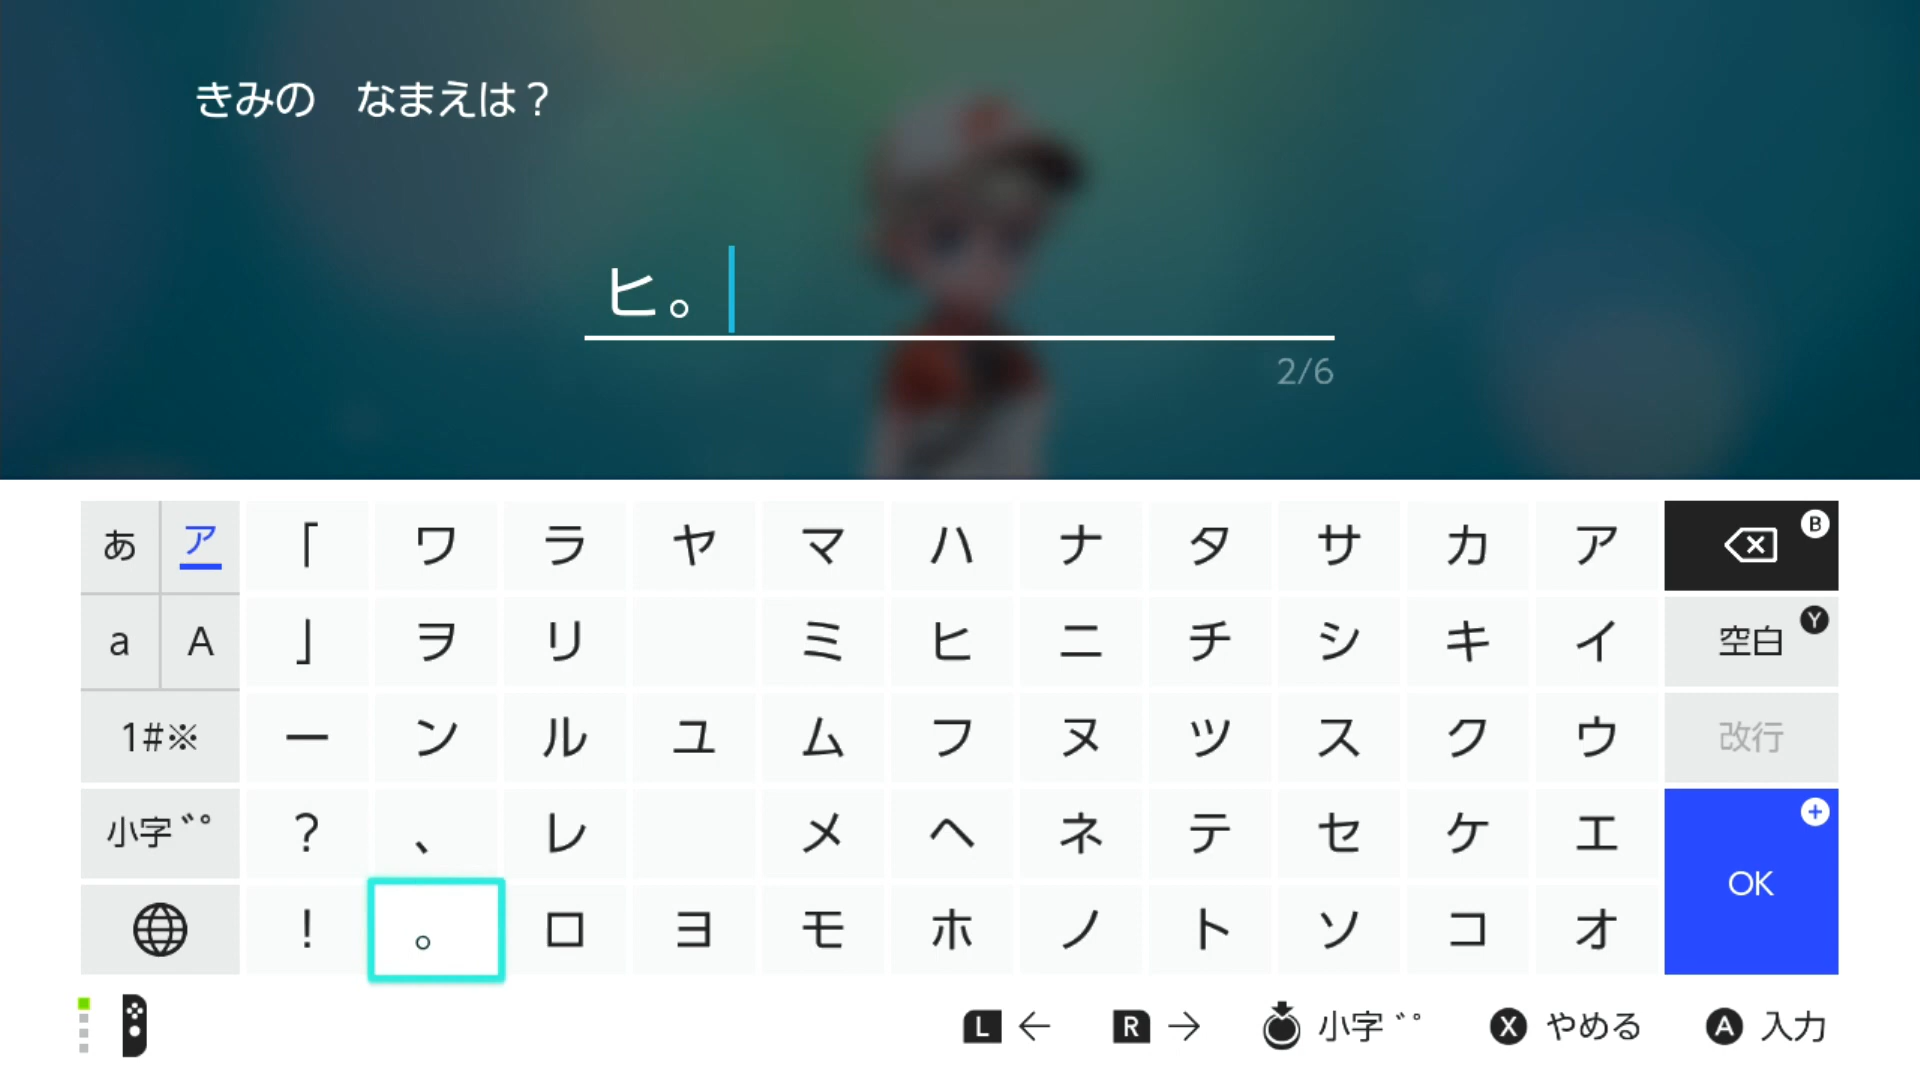 きみの　なまえは？
ヒ。
2/6
あ ア 「 ワ ラ ヤ マ ハ ナ タ サ カ ア B
a A 」 ヲ リ ミ ヒ ニ チ シ キ イ 空白 Y
1#※ ー ン ル ユ ム フ ヌ ツ ス ク ウ 改行
小字゛゜ ? 、 レ メ ヘ ネ テ セ ケ エ OK +
! 。 ロ ヨ モ ホ ノ ト ソ コ オ
L ← R → 小字゛゜ X やめる A 入力